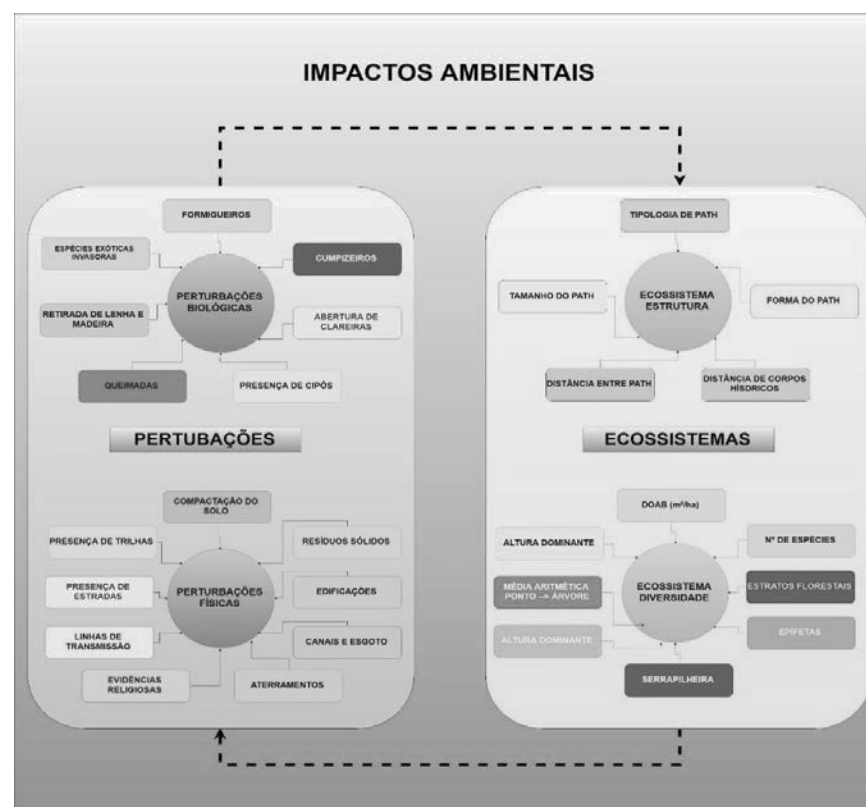 IMPACTOS AMBIENTAIS
FORMIGUEIROS
ESPÉCIES EXÓTICAS
INVASORAS
CUMPIZEIROS
PERTURBAÇÕES
BIOLÓGICAS
RETIRADA DE LENHA E
MADEIRA
ABERTURA DE
CLAREIRAS
QUEIMADAS
PRESENÇA DE CIPÓS
PERTUBAÇÕES
COMPACTAÇÃO DO
SOLO
PRESENÇA DE TRILHAS
RESÍDUOS SÓLIDOS
PRESENÇA DE
ESTRADAS
PERTURBAÇÕES
FÍSICAS
EDIFICAÇÕES
LINHAS DE
TRANSMISSÃO
CANAIS E ESGOTO
EVIDÊNCIAS
RELIGIOSAS
ATERRAMENTOS
TIPOLOGIA DE PATH
TAMANHO DO PATH
ECOSSISTEMA
ESTRUTURA
FORMA DO PATH
DISTÂNCIA ENTRE PATH
DISTÂNCIA DE CORPOS
HÍSDRICOS
ECOSSISTEMAS
DOAB (m²/ha)
ALTURA DOMINANTE
Nº DE ESPÉCIES
MÉDIA ARITMÉTICA
PONTO --> ÁRVORE
ECOSSISTEMA
DIVERSIDADE
ESTRATOS FLORESTAIS
ALTURA DOMINANTE
EPIFETAS
SERRAPILHEIRA